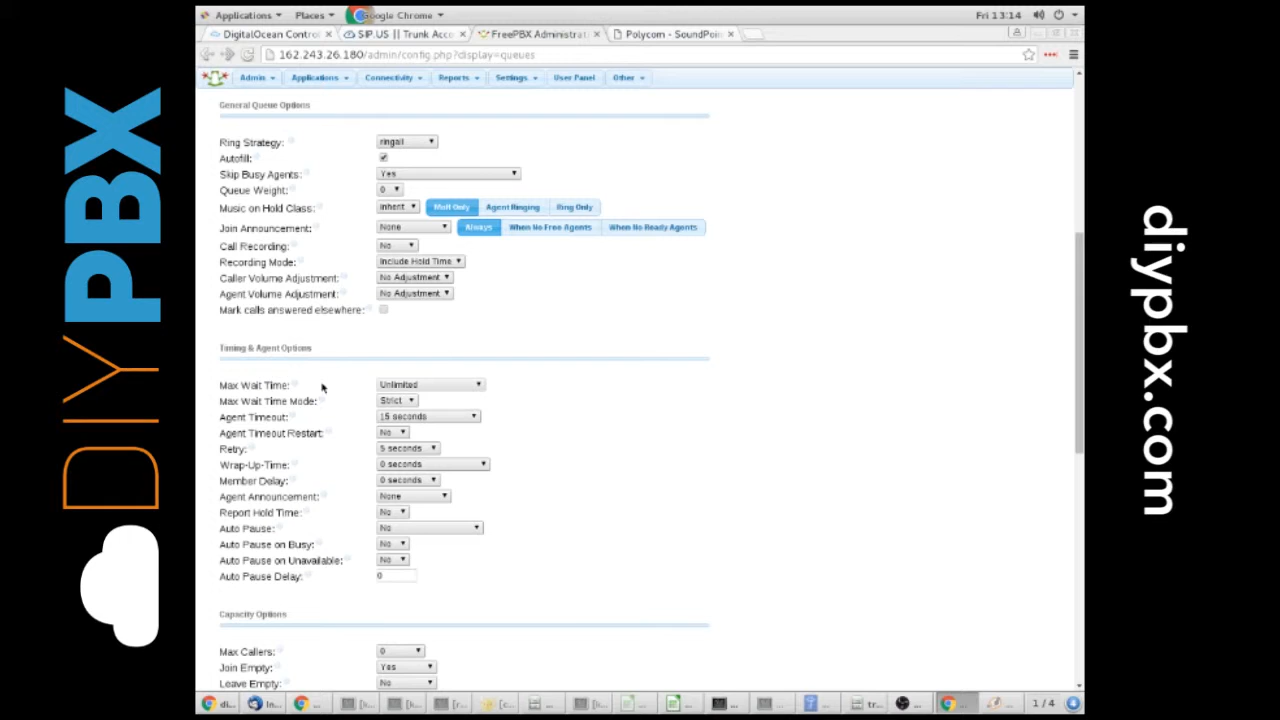 Applications Places Google Chrome Fri 13:14
DigitalOcean Control SIP.US || Trunk Acco FreePBX Administrat Polycom - SoundPoin
162.243.26.180/admin/config.php?display=queues
Admin Applications Connectivity Reports Settings User Panel Other
General Queue Options
Ring Strategy: ringall
Autofill:
Skip Busy Agents: Yes
Queue Weight: 0
Music on Hold Class: inherit MoH Only Agent Ringing Ring Only
Join Announcement: None Always When No Free Agents When No Ready Agents
Call Recording: No
Recording Mode: Include Hold Time
Caller Volume Adjustment: No Adjustment
Agent Volume Adjustment: No Adjustment
Mark calls answered elsewhere:
Timing & Agent Options
Max Wait Time: Unlimited
Max Wait Time Mode: Strict
Agent Timeout: 15 seconds
Agent Timeout Restart: No
Retry: 5 seconds
Wrap-Up-Time: 0 seconds
Member Delay: 0 seconds
Agent Announcement: None
Report Hold Time: No
Auto Pause: No
Auto Pause on Busy: No
Auto Pause on Unavailable: No
Auto Pause Delay: 0
Capacity Options
Max Callers: 0
Join Empty: Yes
Leave Empty: No
1 / 4
DIYPBX
diypbx.com